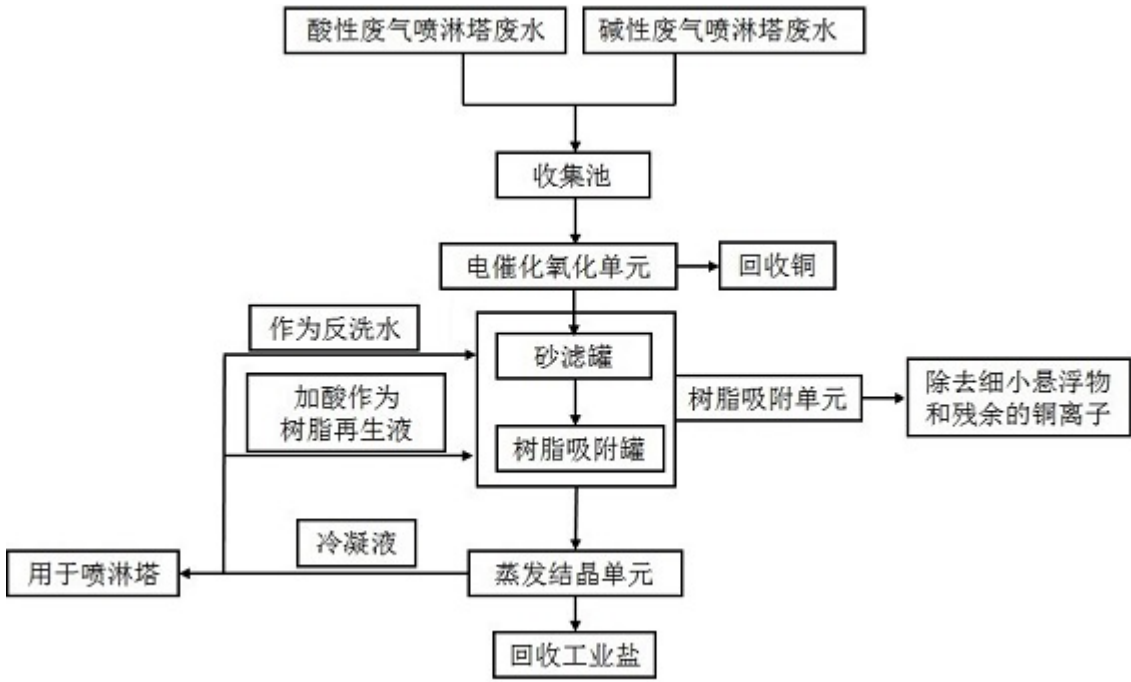 酸性废气喷淋塔废水
碱性废气喷淋塔废水
收集池
电催化氧化单元
回收铜
作为反洗水
砂滤罐
加酸作为
树脂再生液
树脂吸附单元
除去细小悬浮物
和残余的铜离子
树脂吸附罐
冷凝液
用于喷淋塔
蒸发结晶单元
回收工业盐